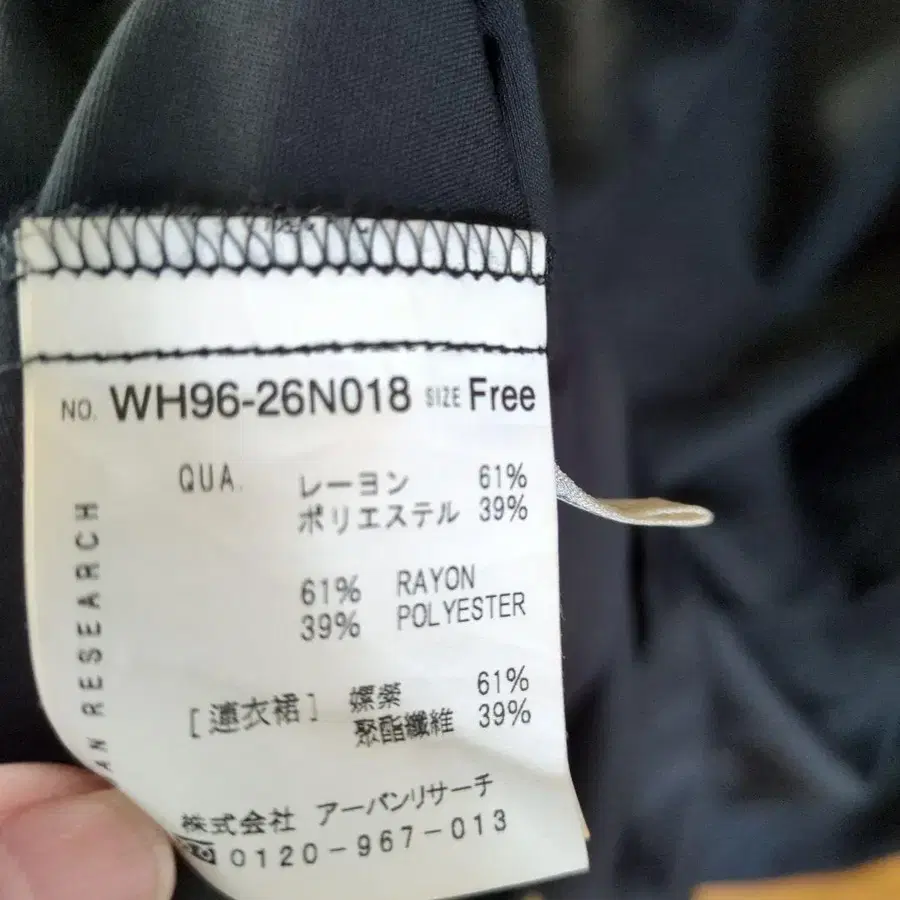 NO. WH96-26N018 SIZE Free
QUA. レーヨン 61%
ポリエステル 39%
61% RAYON
39% POLYESTER
[連衣裙] 嫘縈 61%
聚酯纖維 39%
株式会社 アーバンリサーチ
0120-967-013
AN RESEARCH